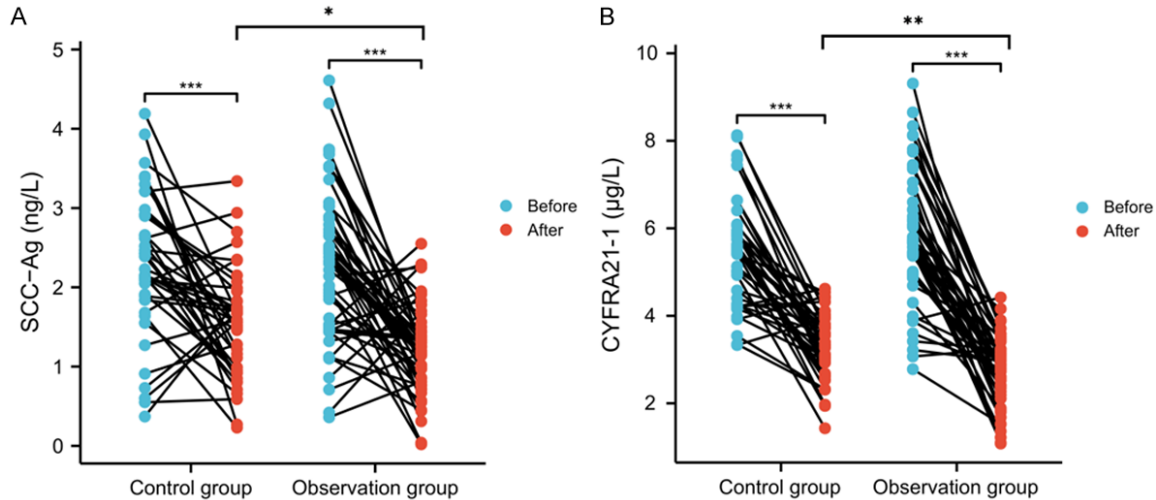 A
*
***
***
5
4
3
2
1
0
SCC−Ag (ng/L)
Control group
Observation group
Before
After
B
**
***
***
10
8
6
4
2
CYFRA21-1 (μg/L)
Control group
Observation group
Before
After